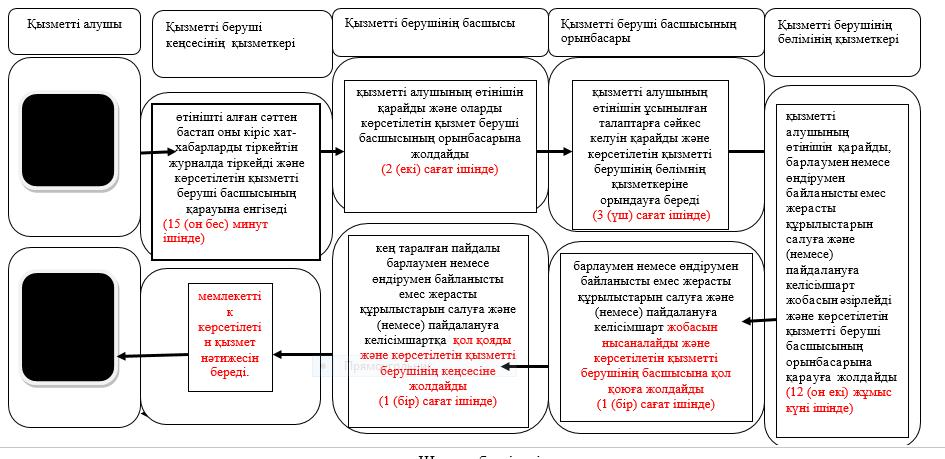 Қызметті алушы
Қызметті беруші
кеңсесінің қызметкері
Қызметті берушінің басшысы
Қызметті беруші басшысының
орынбасары
Қызметті берушінің
бөлімінің қызметкері
өтінішті алған сәттен
бастап оны кіріс хат-
хабарларды тіркейтін
журналда тіркейді және
көрсетілетін қызметті
беруші басшысының
қарауына енгізеді
(15 (он бес) минут
ішінде)
қызметті алушының өтінішін
қарайды және оларды
көрсетілетін қызмет беруші
басшысының орынбасарына
жолдайды
(2 (екі) сағат ішінде)
қызметті алушының
өтінішін ұсынылған
талаптарға сәйкес
келуін қарайды және
көрсетілетін қызметті
берушінің бөлімнің
қызметкеріне
орындауға береді
(3 (үш) сағат ішінде)
қызметті
алушының
өтінішін қарайды,
барлаумен немесе
өндірумен
байланысты емес
жерасты
құрылыстарын
салуға және
(немесе)
пайдалануға
келісімшарт
жобасын әзірлейді
және көрсетілетін
қызметті беруші
басшысының
орынбасарына
қарауға жолдайды
(12 (он екі) жұмыс
күні ішінде)
барлаумен немесе өндірумен
байланысты емес жерасты
құрылыстарын салуға және
(немесе) пайдалануға
келісімшарт жобасын
нысаналайды және
көрсетілетін қызметті
берушінің басшысына қол
қоюға жолдайды
(1 (бір) сағат ішінде)
кең таралған пайдалы
барлаумен немесе
өндірумен байланысты
емес жерасты
құрылыстарын салуға және
(немесе) пайдалануға
келісімшартқа қол қояды
және көрсетілетін қызметті
берушінің кеңсесіне
жолдайды
(1 (бір) сағат ішінде)
мемлекетті
к
көрсетілеті
н қызмет
нәтижесін
береді.